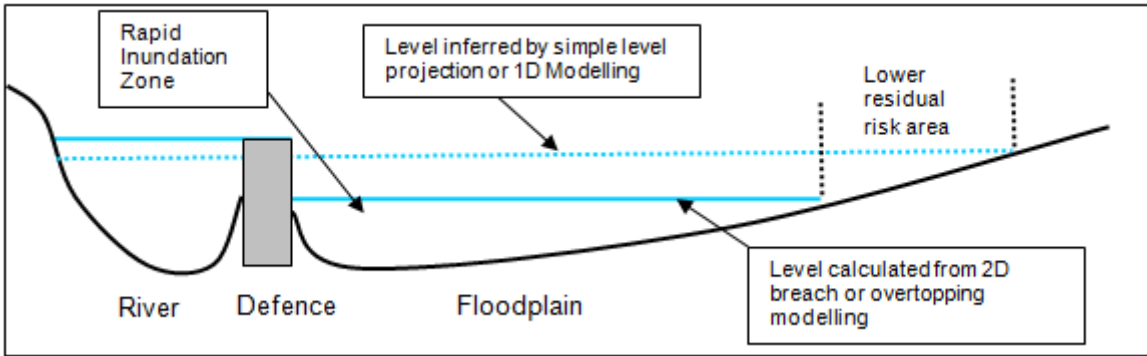 Rapid
Inundation
Zone
Level inferred by simple level
projection or 1D Modelling
Lower
residual
risk area
Level calculated from 2D
breach or overtopping
modelling
River
Defence
Floodplain